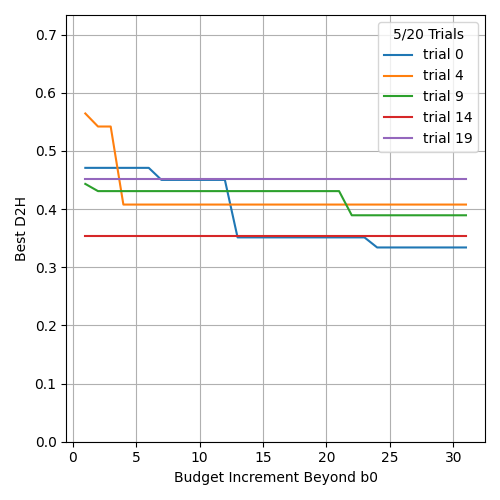 5/20 Trials
trial 0
trial 4
trial 9
trial 14
trial 19
Best D2H
0.7
0.6
0.5
0.4
0.3
0.2
0.1
0.0
0 5 10 15 20 25 30
Budget Increment Beyond b0